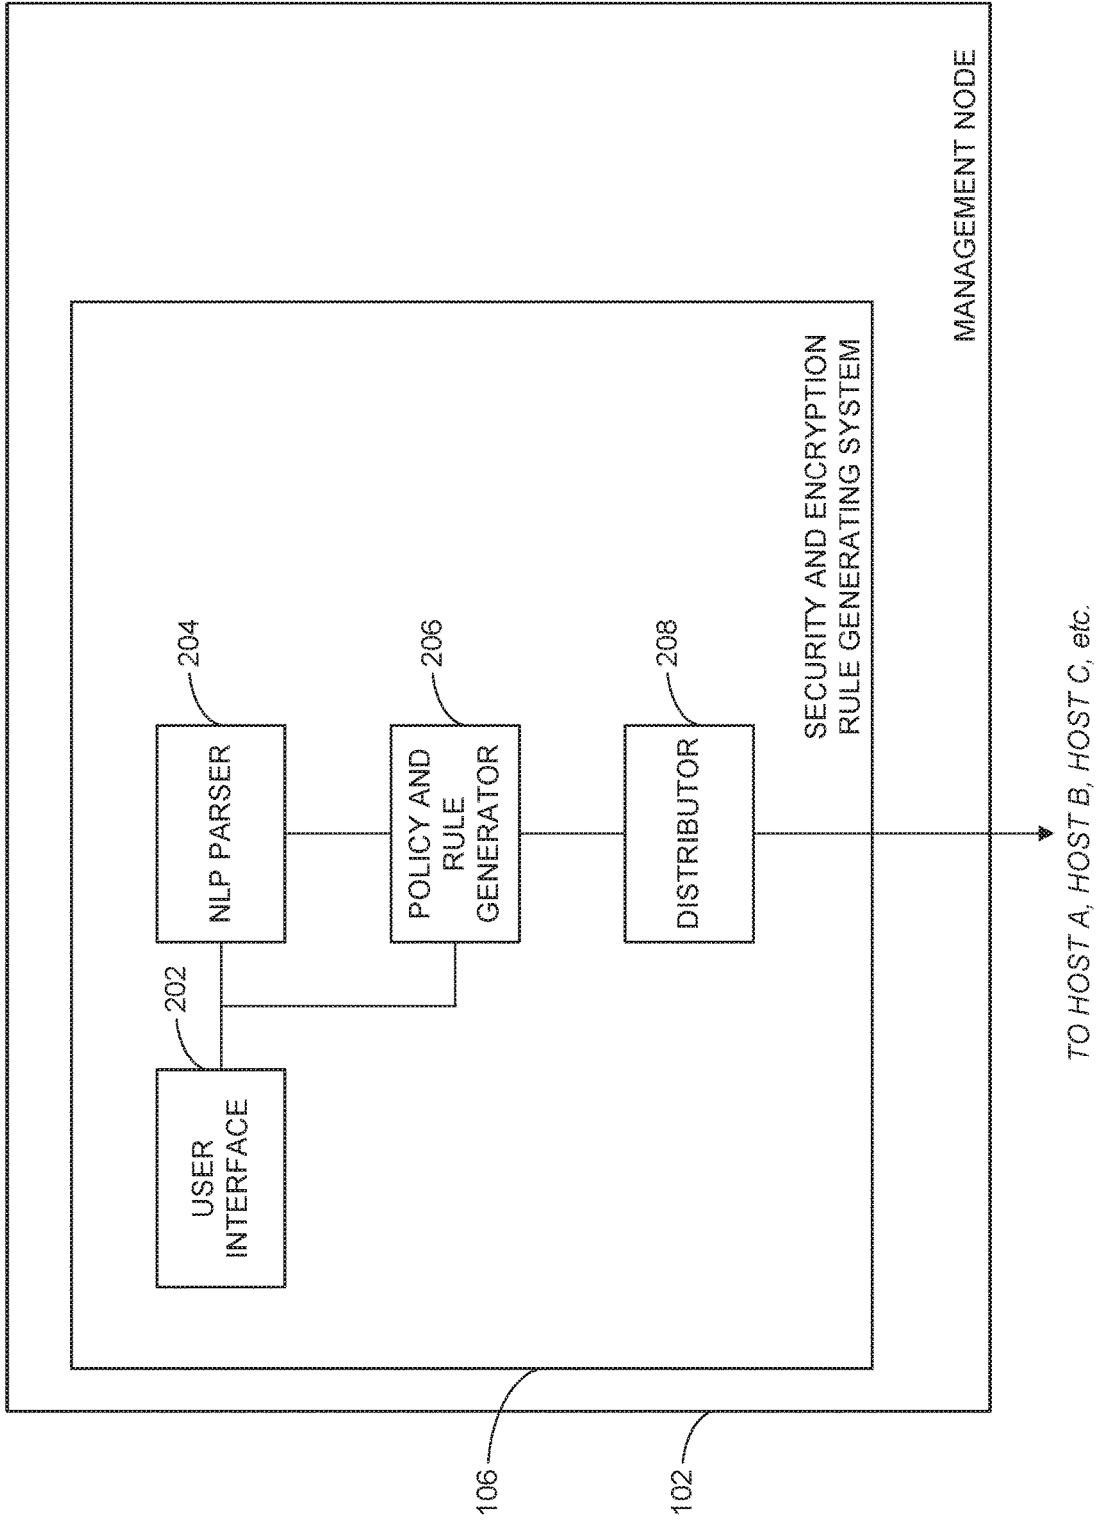 USER
INTERFACE
202
NLP PARSER
204
POLICY AND
RULE
GENERATOR
206
DISTRIBUTOR
208
SECURITY AND ENCRYPTION
RULE GENERATING SYSTEM
106
MANAGEMENT NODE
102
TO HOST A, HOST B, HOST C, etc.